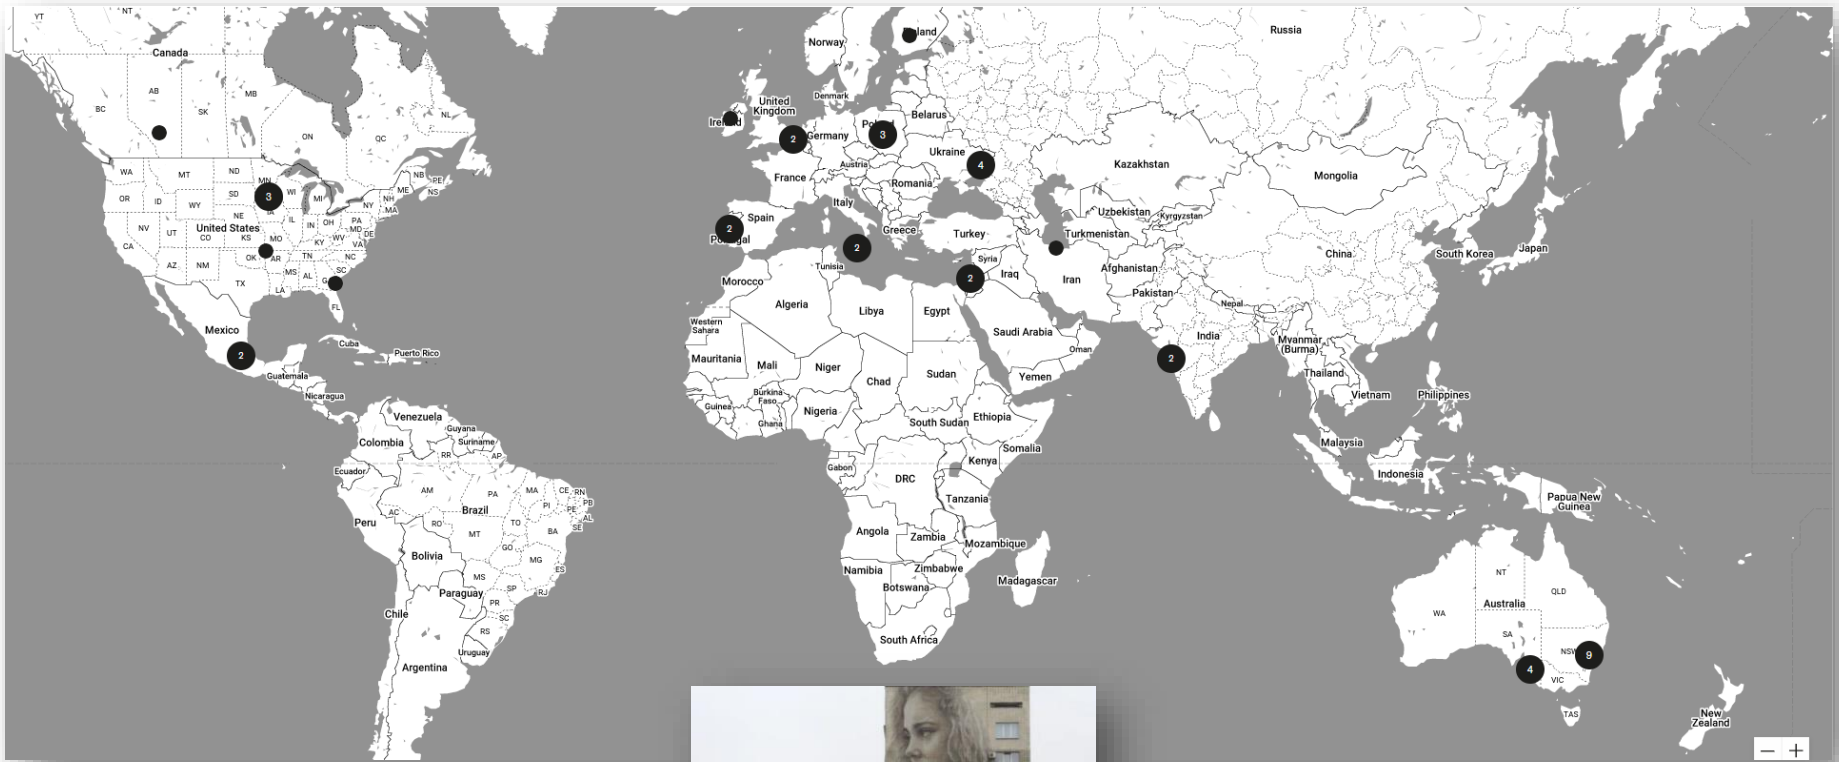 YT
NT
Canada
AB
MB
BC
SK
NL
ON
QC
NB
PE
NS
WA
MT
ND
MN
WI
MI
ME
NH
MA
NY
OR
ID
WY
SD
IA
NE
IL
IN
OH
PA
MD
DE
NV
UT
United States
CO
KS
MO
KY
WV
VA
CA
AZ
NM
OK
AR
TN
NC
SC
MS
AL
G
TX
LA
FL
3
Mexico
2
Cuba
Puerto Rico
Guatemala
Nicaragua
Venezuela
Guyana
Suriname
Colombia
RR
AP
Ecuador
AM
PA
MA
CE
RN
PB
PI
PE
AL
SE
Brazil
AC
RO
TO
BA
Peru
MT
GO
Bolivia
MG
ES
MS
SP
RJ
Paraguay
PR
SC
Chile
RS
Uruguay
Argentina
Norway
Russia
Denmark
United
Kingdom
2
Germany
3
Belarus
Ukraine
4
Austria
France
Romania
Italy
Spain
2
Greece
Turkey
2
Tunisia
Syria
2
Iraq
Iran
Kazakhstan
Mongolia
Uzbekistan
Kyrgyzstan
Turkmenistan
Afghanistan
Pakistan
China
South Korea
Japan
Nepal
India
2
Myanmar
(Burma)
Thailand
Vietnam
Philippines
Malaysia
Indonesia
Papua New
Guinea
Morocco
Algeria
Libya
Egypt
Western
Sahara
Saudi Arabia
Oman
Mauritania
Mali
Niger
Chad
Sudan
Yemen
Burkina
Faso
Guinea
Ghana
Nigeria
South Sudan
Ethiopia
Somalia
Kenya
Gabon
DRC
Tanzania
Angola
Zambia
Mozambique
Namibia
Zimbabwe
Botswana
Madagascar
South Africa
NT
QLD
WA
Australia
SA
NSW
9
4
VIC
TAS
New
Zealand
− +